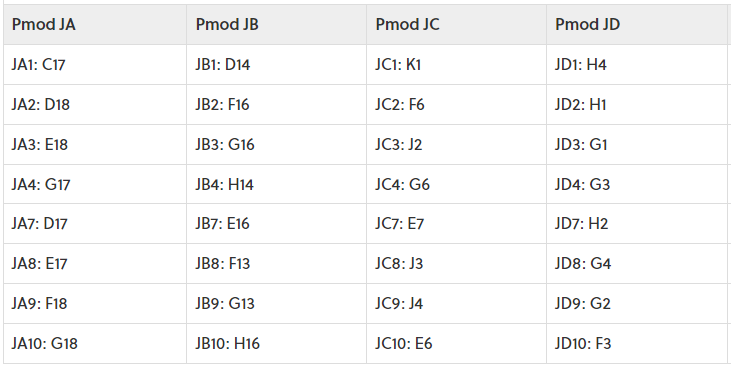 Pmod JA Pmod JB Pmod JC Pmod JD
JA1: C17 JB1: D14 JC1: K1 JD1: H4
JA2: D18 JB2: F16 JC2: F6 JD2: H1
JA3: E18 JB3: G16 JC3: J2 JD3: G1
JA4: G17 JB4: H14 JC4: G6 JD4: G3
JA7: D17 JB7: E16 JC7: E7 JD7: H2
JA8: E17 JB8: F13 JC8: J3 JD8: G4
JA9: F18 JB9: G13 JC9: J4 JD9: G2
JA10: G18 JB10: H16 JC10: E6 JD10: F3